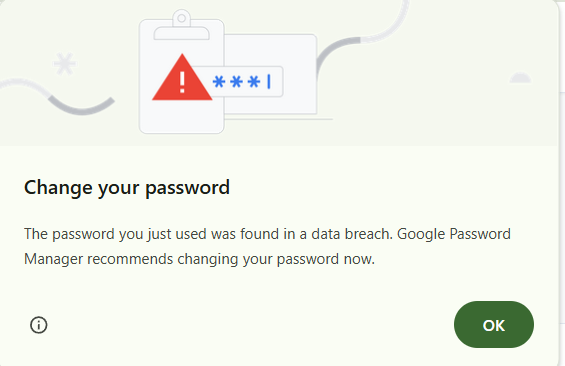 ***|
Change your password
The password you just used was found in a data breach. Google Password
Manager recommends changing your password now.
OK